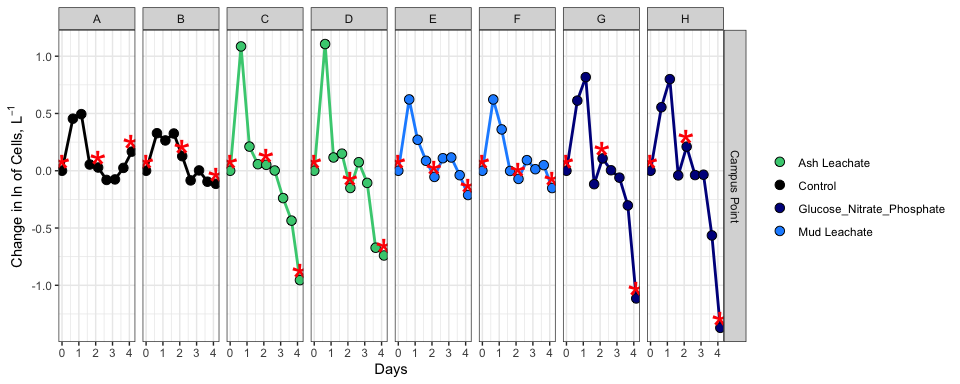 A B C D E F G H
Change in ln of Cells, L⁻¹
1.0
0.5
0.0
-0.5
-1.0
Campus Point
0 1 2 3 4 0 1 2 3 4 0 1 2 3 4 0 1 2 3 4 0 1 2 3 4 0 1 2 3 4 0 1 2 3 4 0 1 2 3 4
Days
Ash Leachate
Control
Glucose_Nitrate_Phosphate
Mud Leachate